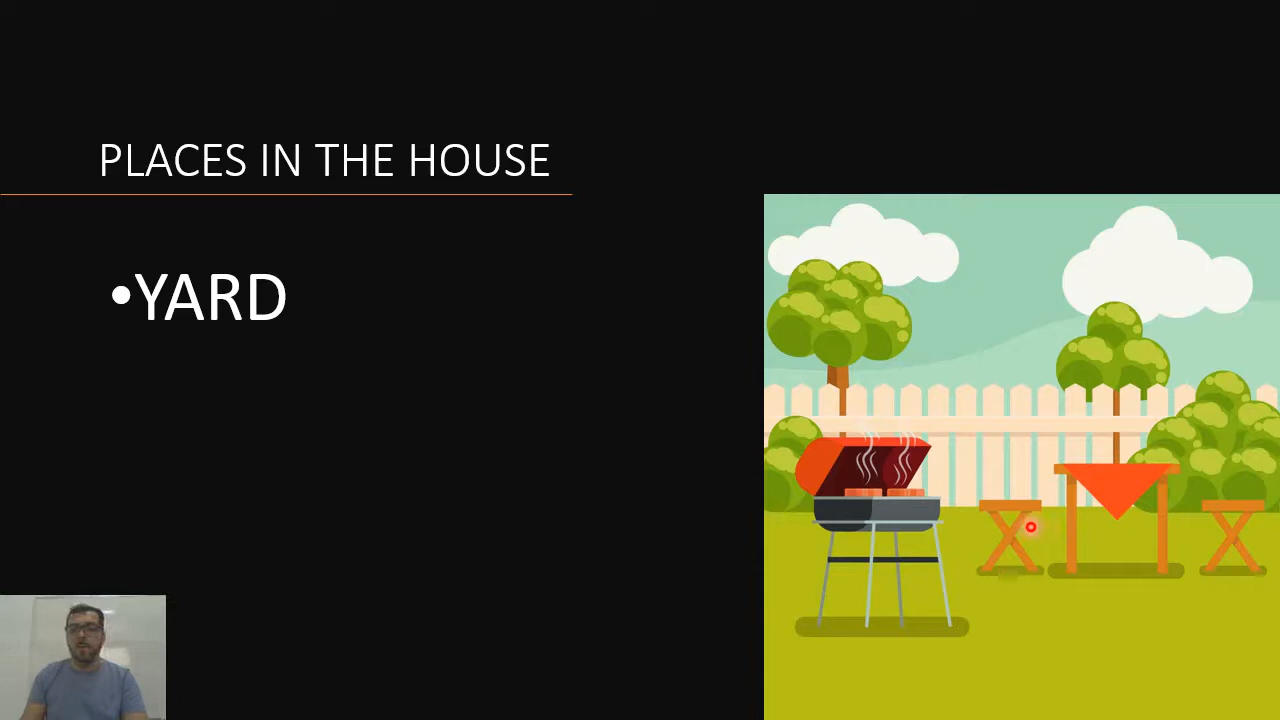 PLACES IN THE HOUSE
•YARD